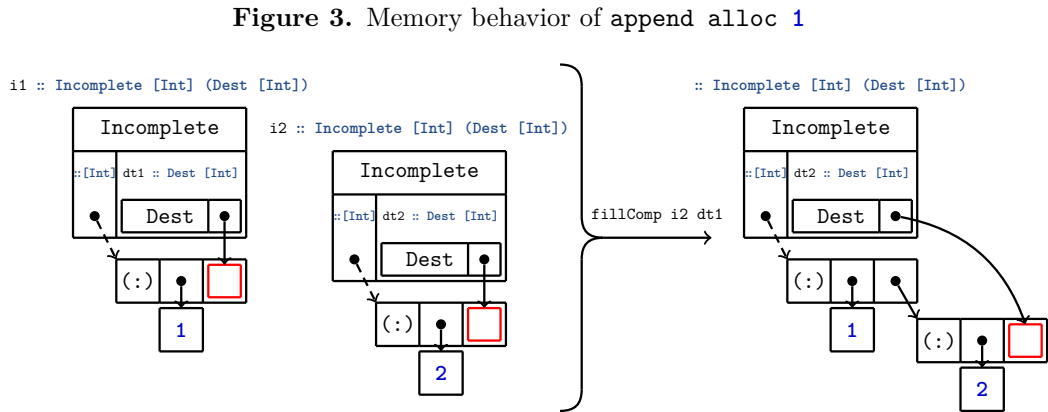 Figure 3. Memory behavior of append alloc 1
i1 :: Incomplete [Int] (Dest [Int])
Incomplete
::[Int] dt1 :: Dest [Int]
Dest
(:)
1
i2 :: Incomplete [Int] (Dest [Int])
Incomplete
::[Int] dt2 :: Dest [Int]
Dest
(:)
2
fillComp i2 dt1
:: Incomplete [Int] (Dest [Int])
Incomplete
::[Int] dt2 :: Dest [Int]
Dest
(:)
1
(:)
2